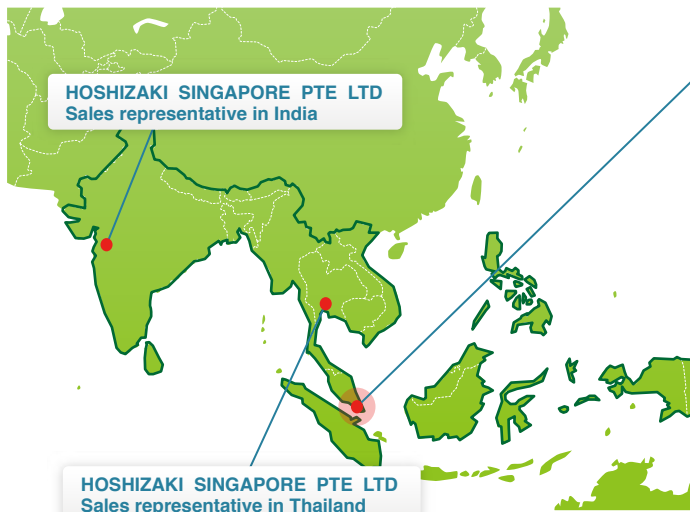 HOSHIZAKI SINGAPORE PTE LTD
Sales representative in India
HOSHIZAKI SINGAPORE PTE LTD
Sales representative in Thailand